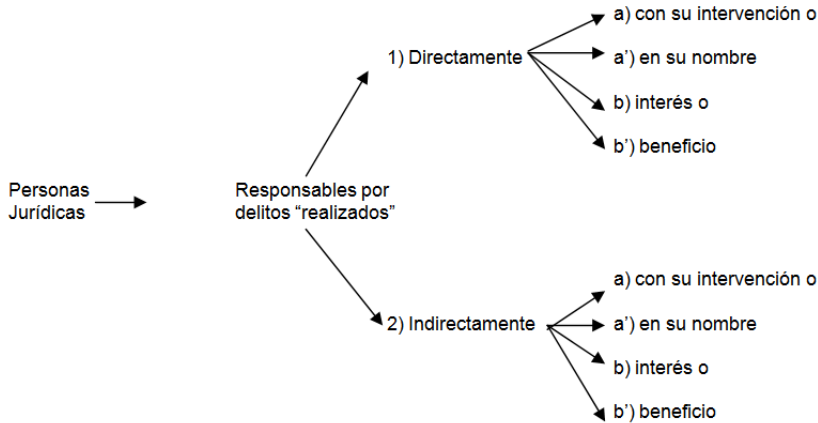 Personas
Jurídicas
Responsables por
delitos “realizados”
1) Directamente
a) con su intervención o
a’) en su nombre
b) interés o
b’) beneficio
2) Indirectamente
a) con su intervención o
a’) en su nombre
b) interés o
b’) beneficio